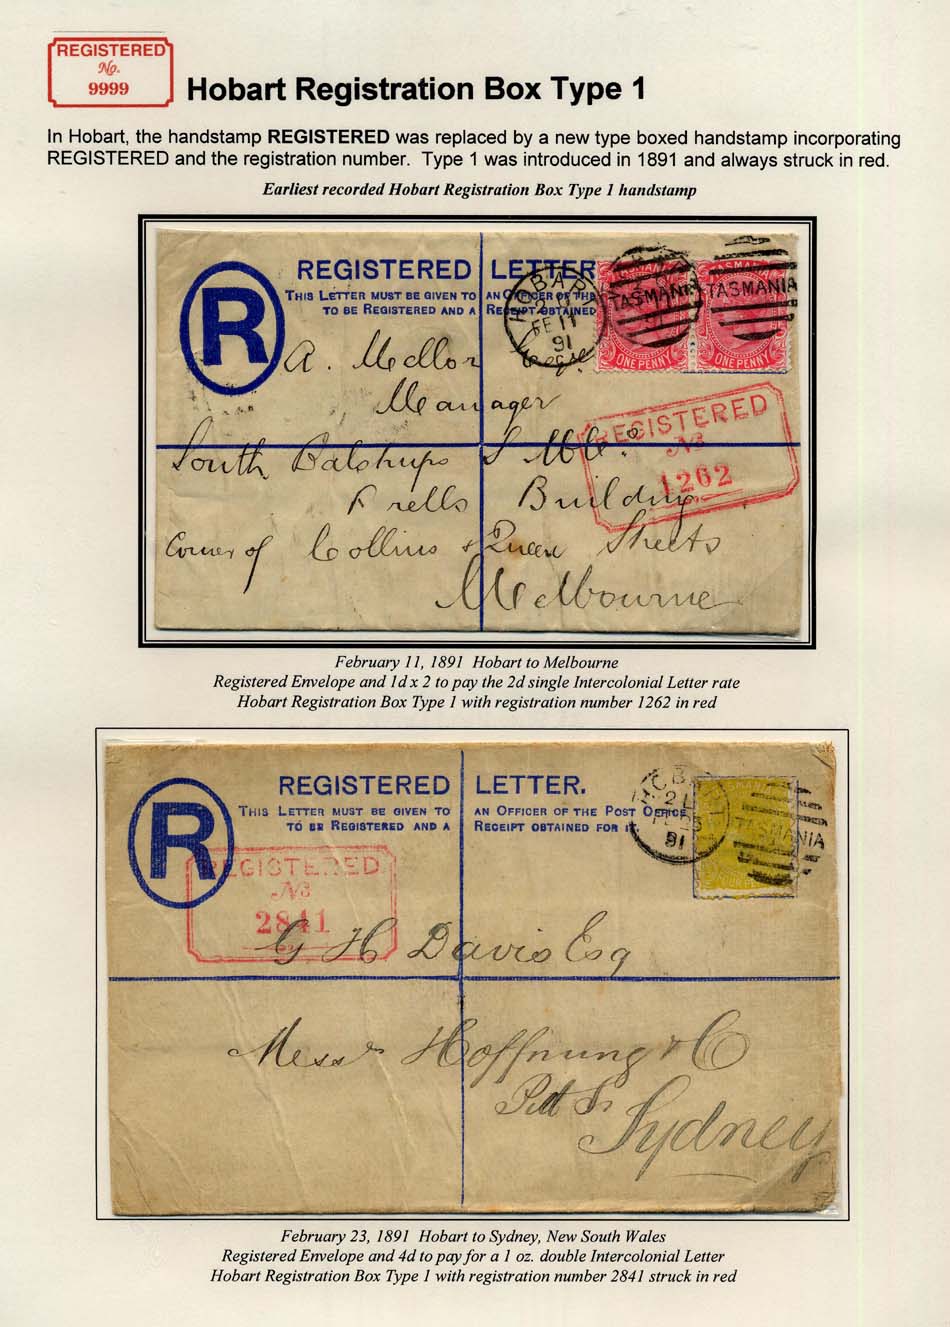 REGISTERED
No.
9999
Hobart Registration Box Type 1
In Hobart, the handstamp REGISTERED was replaced by a new type boxed handstamp incorporating
REGISTERED and the registration number. Type 1 was introduced in 1891 and always struck in red.
Earliest recorded Hobart Registration Box Type 1 handstamp
R
REGISTERED LETTER
THIS LETTER MUST BE GIVEN TO AN OFFICER OF THE
TO BE REGISTERED AND A RECEIPT OBTAINED
HOBAR
FE 11
91
TASMANIA TASMANIA
ONE PENNY ONE PENNY
A. Mellor
Manager
REGISTERED
No
1262
South Balchups S M Co.
Prells Building
Corner of Collins & Queen Streets
Melbourne
February 11, 1891 Hobart to Melbourne
Registered Envelope and 1d x 2 to pay the 2d single Intercolonial Letter rate
Hobart Registration Box Type 1 with registration number 1262 in red
R
REGISTERED LETTER.
THIS LETTER MUST BE GIVEN TO AN OFFICER OF THE POST OFFICE
TO BE REGISTERED AND A RECEIPT OBTAINED FOR IT
HOBA
91
TASMANIA
REGISTERED
No
2841
G H Davis Esq
Messrs Hoffnung & Co
Pitt St
Sydney
February 23, 1891 Hobart to Sydney, New South Wales
Registered Envelope and 4d to pay for a 1 oz. double Intercolonial Letter
Hobart Registration Box Type 1 with registration number 2841 struck in red